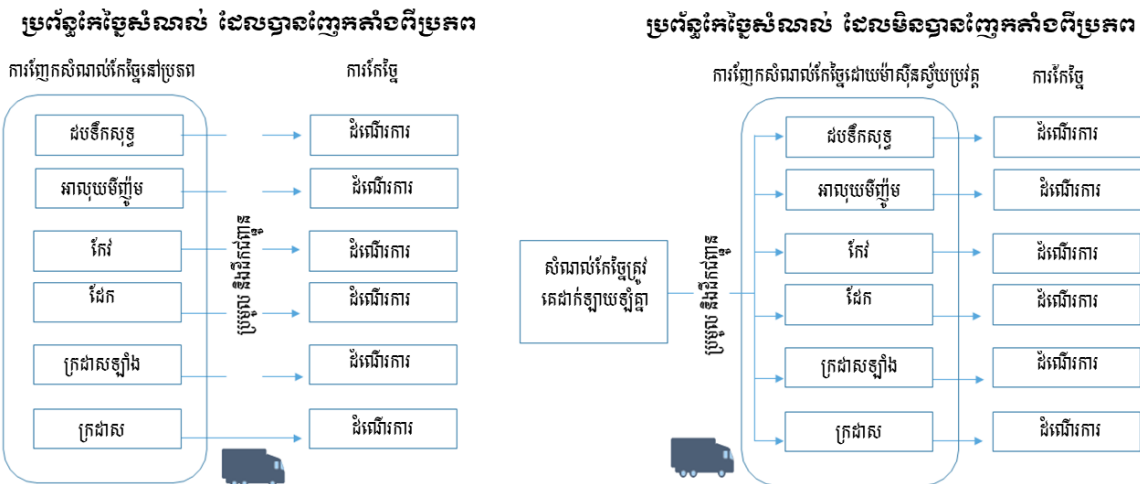 ប្រព័ន្ធកែច្នៃសំណល់ ដែលបានញែកតាំងពីប្រភព
ការញែកសំណល់កែច្នៃនៅប្រភព
ការកែច្នៃ
ដបទឹកសុទ្ធ
ដំណើរការ
អាលុយមីញ៉ូម
ដំណើរការ
កែវ
ដំណើរការ
ដែក
ដំណើរការ
ក្រដាសឡាំង
ដំណើរការ
ក្រដាស
ដំណើរការ
ប្រមូល និងដឹកជញ្ជូន
ប្រព័ន្ធកែច្នៃសំណល់ ដែលមិនបានញែកតាំងពីប្រភព
ការញែកសំណល់កែច្នៃដោយម៉ាស៊ីនស្វ័យប្រវត្ត
ការកែច្នៃ
សំណល់កែច្នៃត្រូវ
គេដាក់ឡាយឡំគ្នា
ប្រមូល និងដឹកជញ្ជូន
ដបទឹកសុទ្ធ
ដំណើរការ
អាលុយមីញ៉ូម
ដំណើរការ
កែវ
ដំណើរការ
ដែក
ដំណើរការ
ក្រដាសឡាំង
ដំណើរការ
ក្រដាស
ដំណើរការ